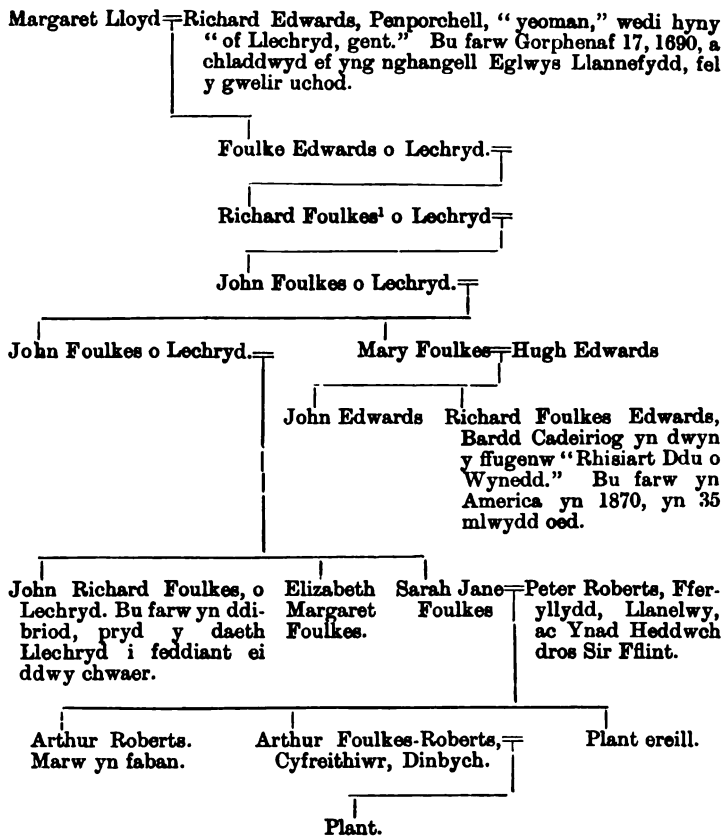 Margaret Lloyd Richard Edwards, Penporchell, “ yeoman,” wedi hyny
“ of Llechryd, gent.” Bu farw Gorphenaf 17, 1690, a
chladdwyd ef yng nghangell Eglwys Llannefydd, fel
y gwelir uchod.
Foulke Edwards o Lechryd.
Richard Foulkes¹ o Lechryd
John Foulkes o Lechryd.
John Foulkes o Lechryd. Mary Foulkes Hugh Edwards
John Edwards Richard Foulkes Edwards,
Bardd Cadeiriog yn dwyn
y ffugenw “Rhisiart Ddu o
Wynedd.” Bu farw yn
America yn 1870, yn 35
mlwydd oed.
John Richard Foulkes, o
Lechryd. Bu farw yn ddi-
briod, pryd y daeth
Llechryd i feddiant ei
ddwy chwaer.
Elizabeth
Margaret
Foulkes.
Sarah Jane
Foulkes
Peter Roberts, Ffer-
yllydd, Llanelwy,
ac Ynad Heddwch
dros Sir Fflint.
Arthur Roberts.
Marw yn faban.
Arthur Foulkes-Roberts,
Cyfreithiwr, Dinbych.
Plant ereill.
Plant.